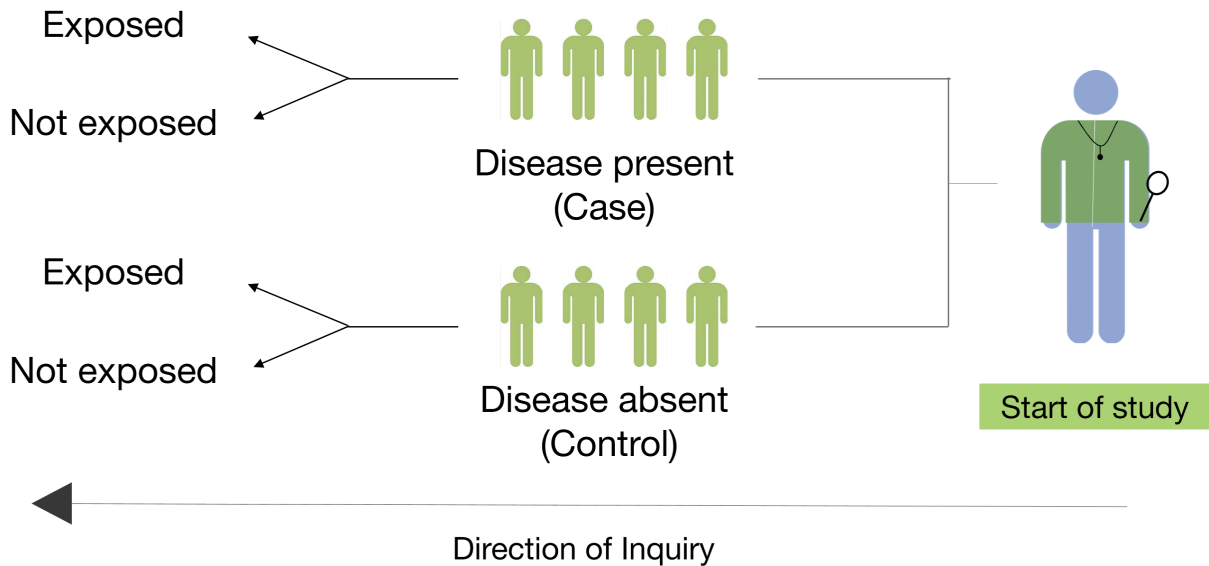 Exposed
Not exposed
Disease present
(Case)
Exposed
Not exposed
Disease absent
(Control)
Start of study
Direction of Inquiry